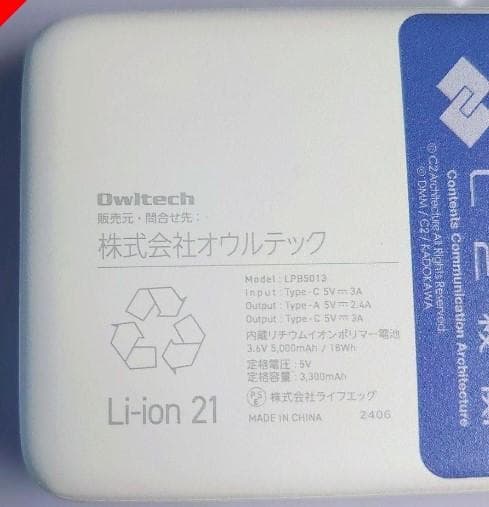 Owltech
販売元・問合せ先：
株式会社オウルテック
Model : LPB5013
Input : Type-C 5V⎓3A
Output : Type-A 5V⎓2.4A
Output : Type-C 5V⎓3A
内蔵リチウムイオンポリマー電池
3.6V 5,000mAh / 18Wh
定格電圧 : 5V
定格容量 : 3,300mAh
PSE 株式会社ライフエッグ
MADE IN CHINA 2406
Li-ion 21
Contents Communication Architecture
© C2 Architecture All Rights Reserved.
© DMM / C2 / KADOKAWA